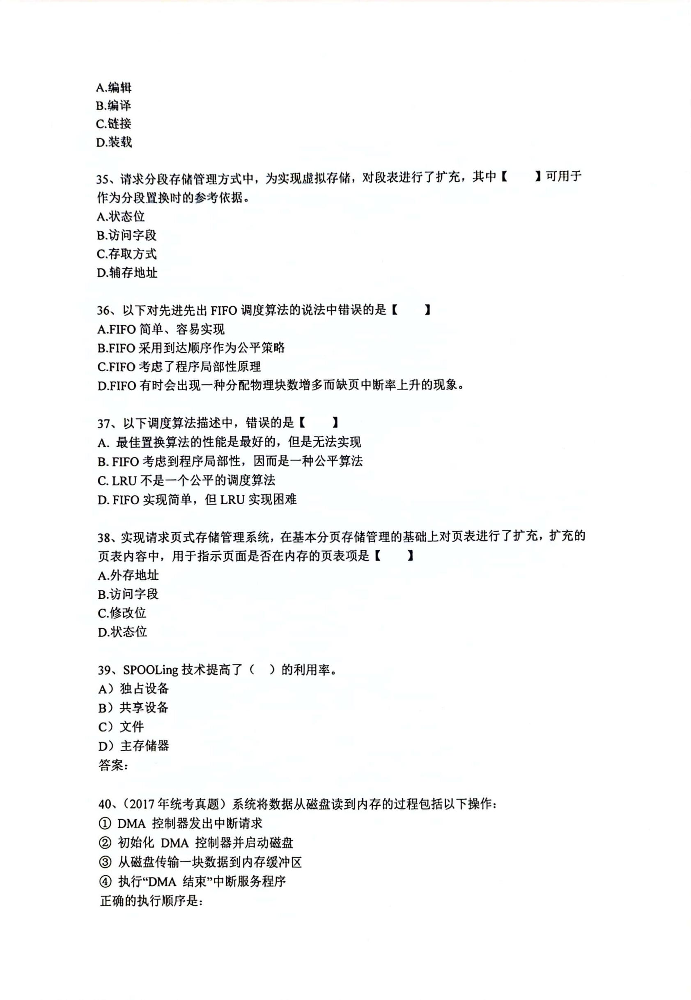 A.编辑
B.编译
C.链接
D.装载
35、请求分段存储管理方式中，为实现虚拟存储，对段表进行了扩充，其中【 】可用于
作为分段置换时的参考依据。
A.状态位
B.访问字段
C.存取方式
D.辅存地址
36、以下对先进先出 FIFO 调度算法的说法中错误的是【 】
A.FIFO 简单、容易实现
B.FIFO 采用到达顺序作为公平策略
C.FIFO 考虑了程序局部性原理
D.FIFO 有时会出现一种分配物理块数增多而缺页中断率上升的现象。
37、以下调度算法描述中，错误的是【 】
A. 最佳置换算法的性能是最好的，但是无法实现
B. FIFO 考虑到程序局部性，因而是一种公平算法
C. LRU 不是一个公平的调度算法
D. FIFO 实现简单，但 LRU 实现困难
38、实现请求页式存储管理系统，在基本分页存储管理的基础上对页表进行了扩充，扩充的
页表内容中，用于指示页面是否在内存的页表项是【 】
A.外存地址
B.访问字段
C.修改位
D.状态位
39、SPOOLing 技术提高了（ ）的利用率。
A）独占设备
B）共享设备
C）文件
D）主存储器
答案：
40、（2017 年统考真题）系统将数据从磁盘读到内存的过程包括以下操作：
① DMA 控制器发出中断请求
② 初始化 DMA 控制器并启动磁盘
③ 从磁盘传输一块数据到内存缓冲区
④ 执行“DMA 结束”中断服务程序
正确的执行顺序是：